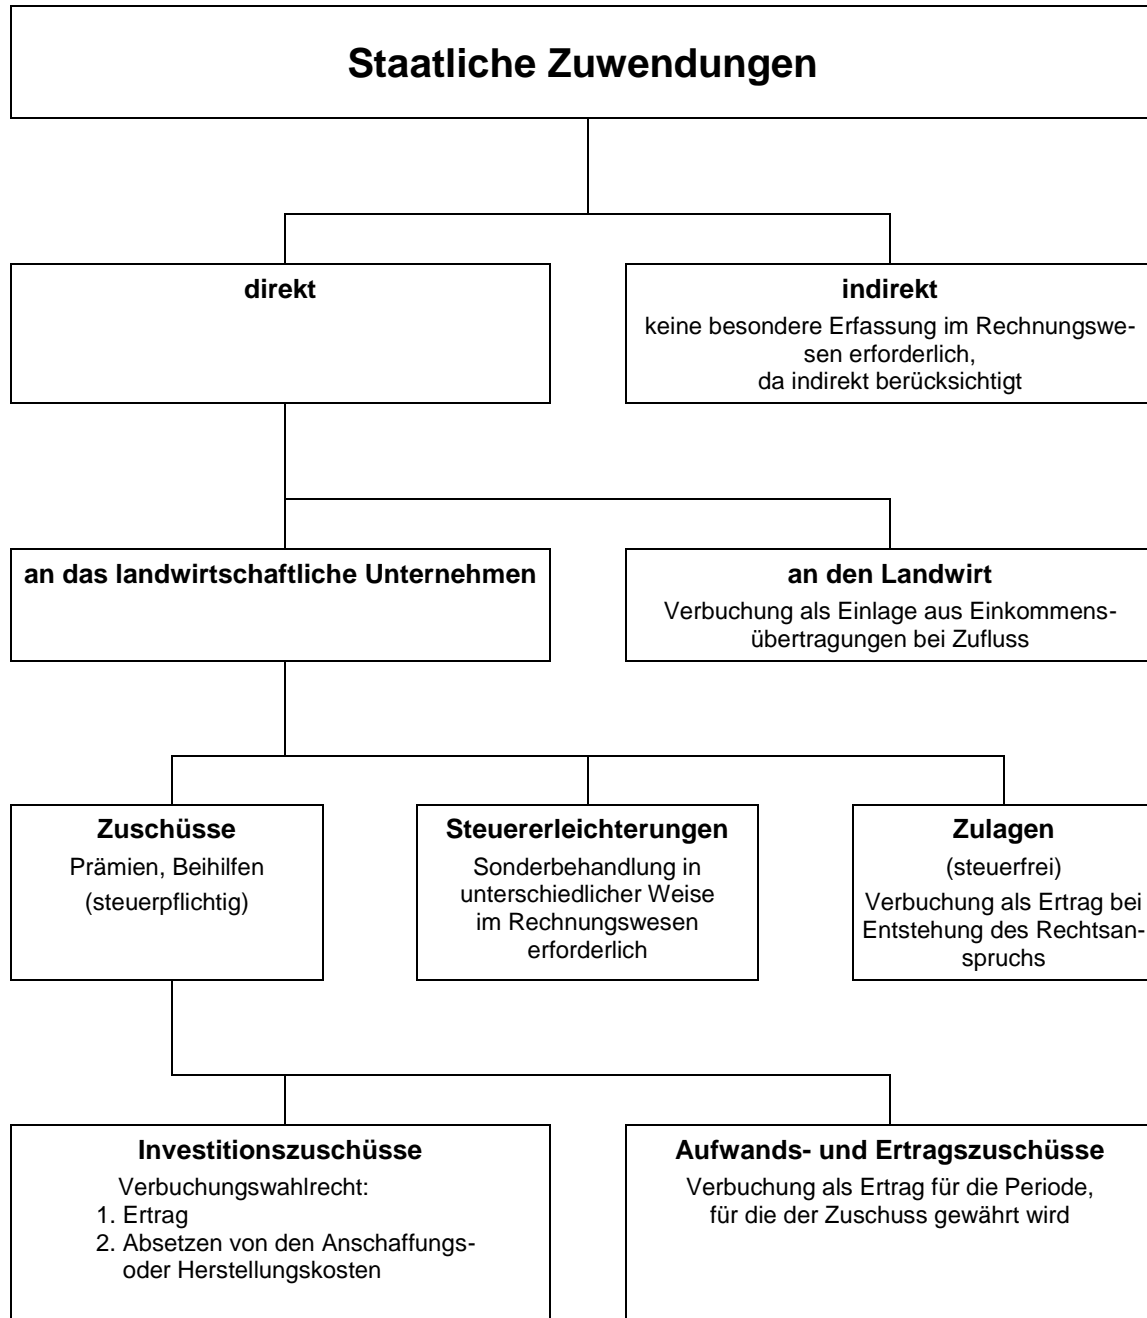 Staatliche Zuwendungen
direkt
indirekt
keine besondere Erfassung im Rechnungswe-
sen erforderlich,
da indirekt berücksichtigt
an das landwirtschaftliche Unternehmen
an den Landwirt
Verbuchung als Einlage aus Einkommens-
übertragungen bei Zufluss
Zuschüsse
Prämien, Beihilfen
(steuerpflichtig)
Steuererleichterungen
Sonderbehandlung in
unterschiedlicher Weise
im Rechnungswesen
erforderlich
Zulagen
(steuerfrei)
Verbuchung als Ertrag bei
Entstehung des Rechtsan-
spruchs
Investitionszuschüsse
Verbuchungswahlrecht:
1. Ertrag
2. Absetzen von den Anschaffungs-
oder Herstellungskosten
Aufwands- und Ertragszuschüsse
Verbuchung als Ertrag für die Periode,
für die der Zuschuss gewährt wird